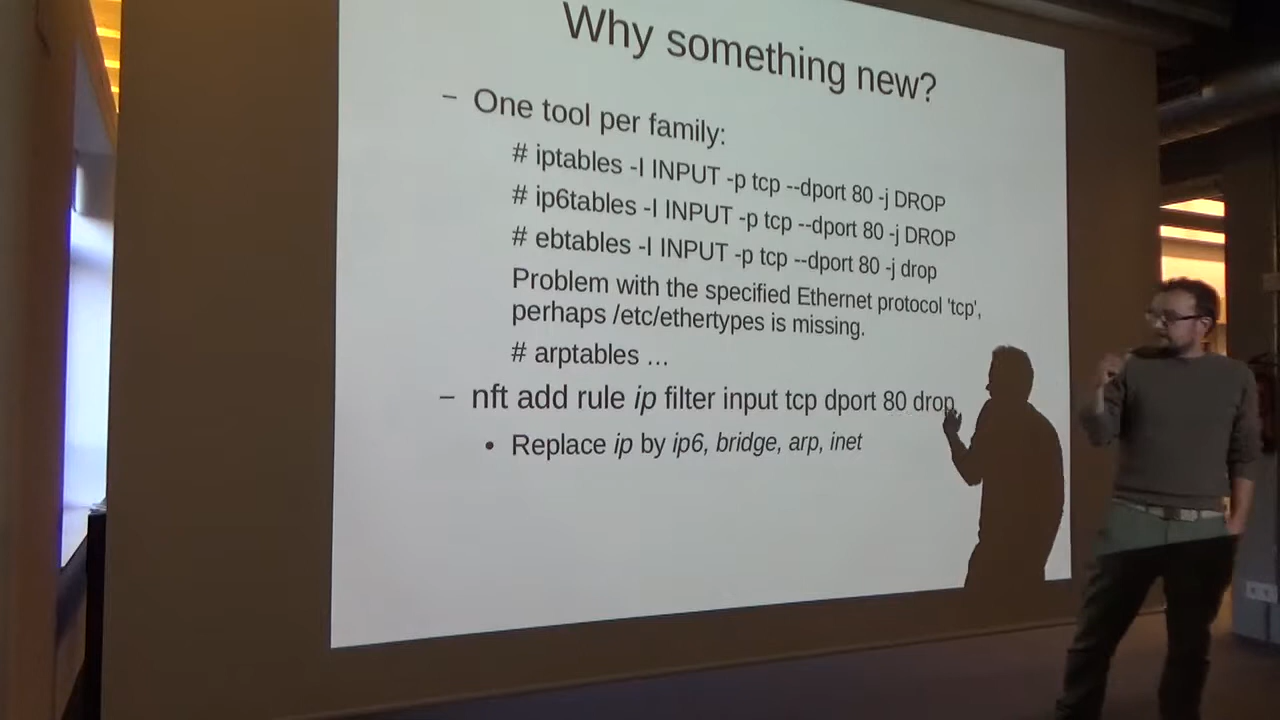 Why something new?
– One tool per family:
# iptables -I INPUT -p tcp --dport 80 -j DROP
# ip6tables -I INPUT -p tcp --dport 80 -j DROP
# ebtables -I INPUT -p tcp --dport 80 -j drop
Problem with the specified Ethernet protocol 'tcp',
perhaps /etc/ethertypes is missing.
# arptables …
– nft add rule ip filter input tcp dport 80 drop
• Replace ip by ip6, bridge, arp, inet